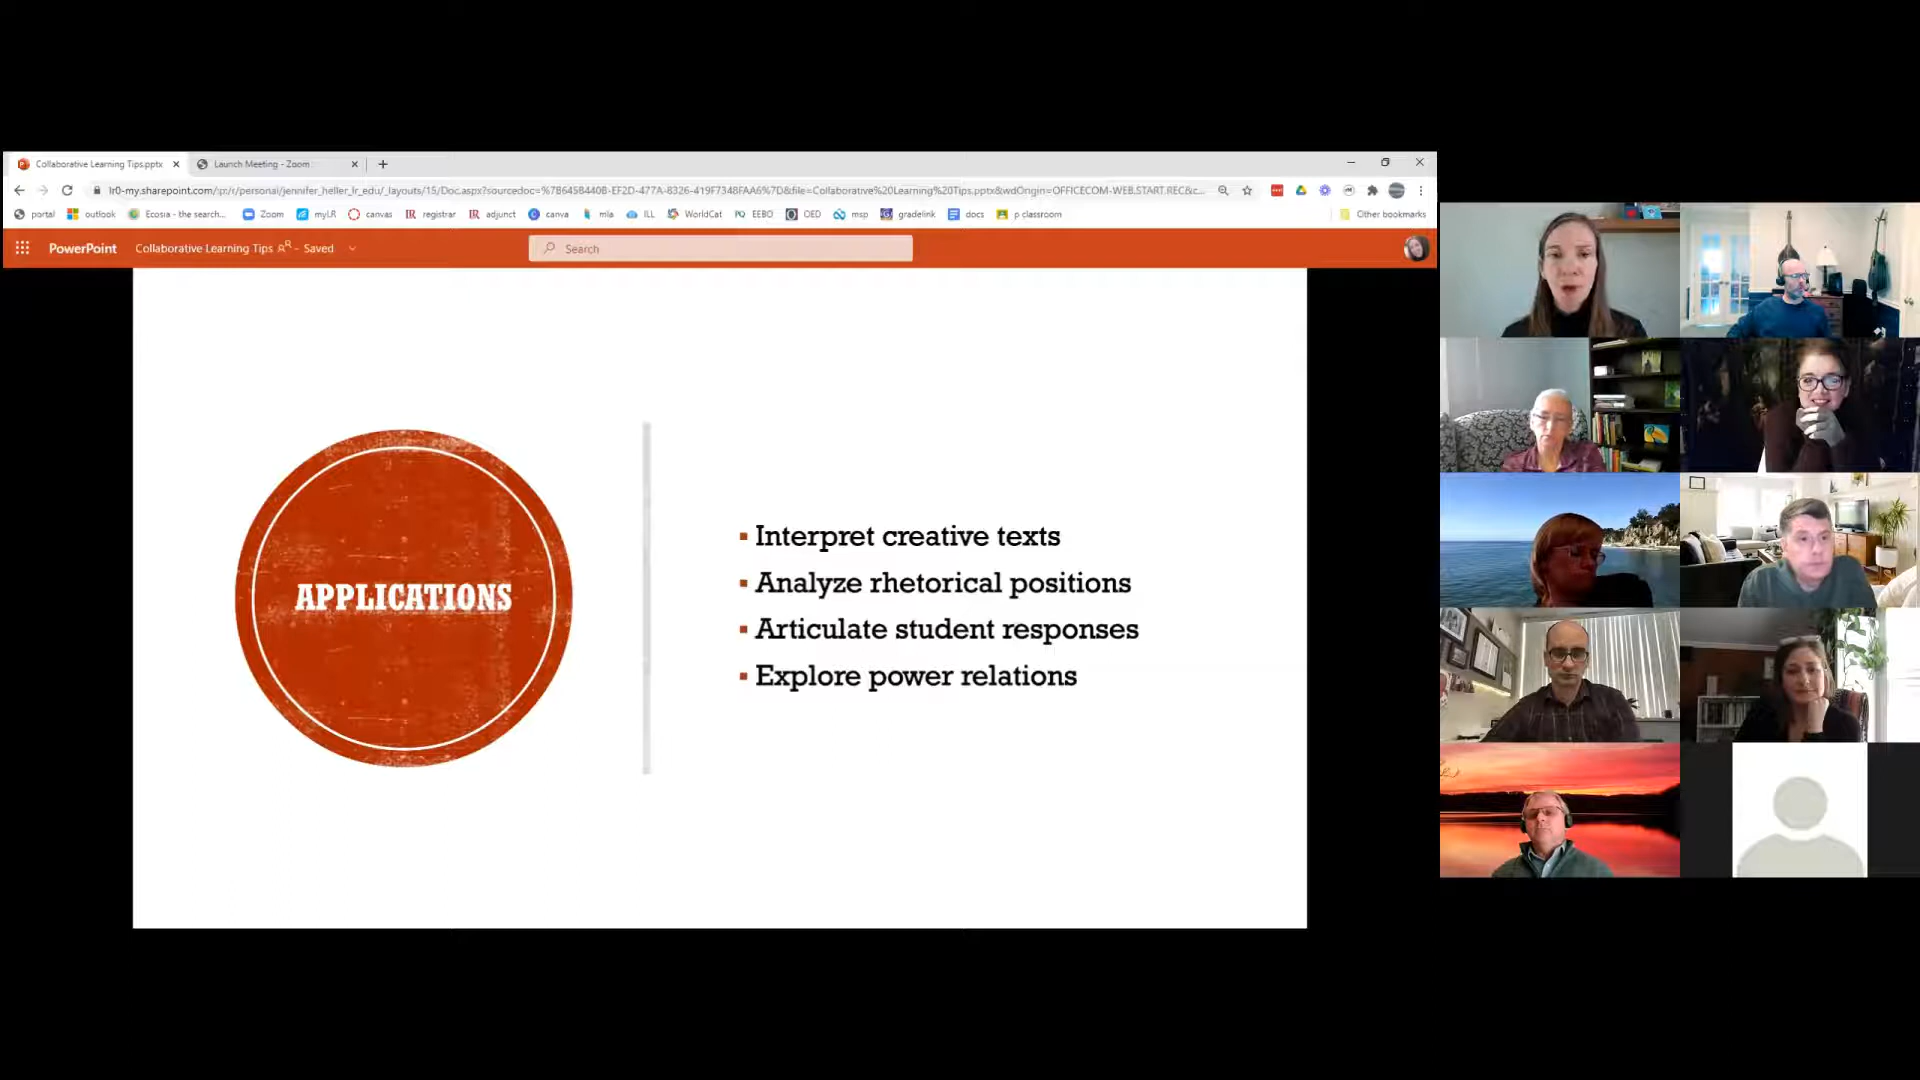 Collaborative Learning Tips.pptx
Launch Meeting - Zoom
portal outlook Ecosia - the search... Zoom myLR canvas registrar adjunct canva mla ILL WorldCat EEBO OED msp gradelink docs p classroom Other bookmarks
PowerPoint Collaborative Learning Tips - Saved Search
APPLICATIONS
Interpret creative texts
Analyze rhetorical positions
Articulate student responses
Explore power relations